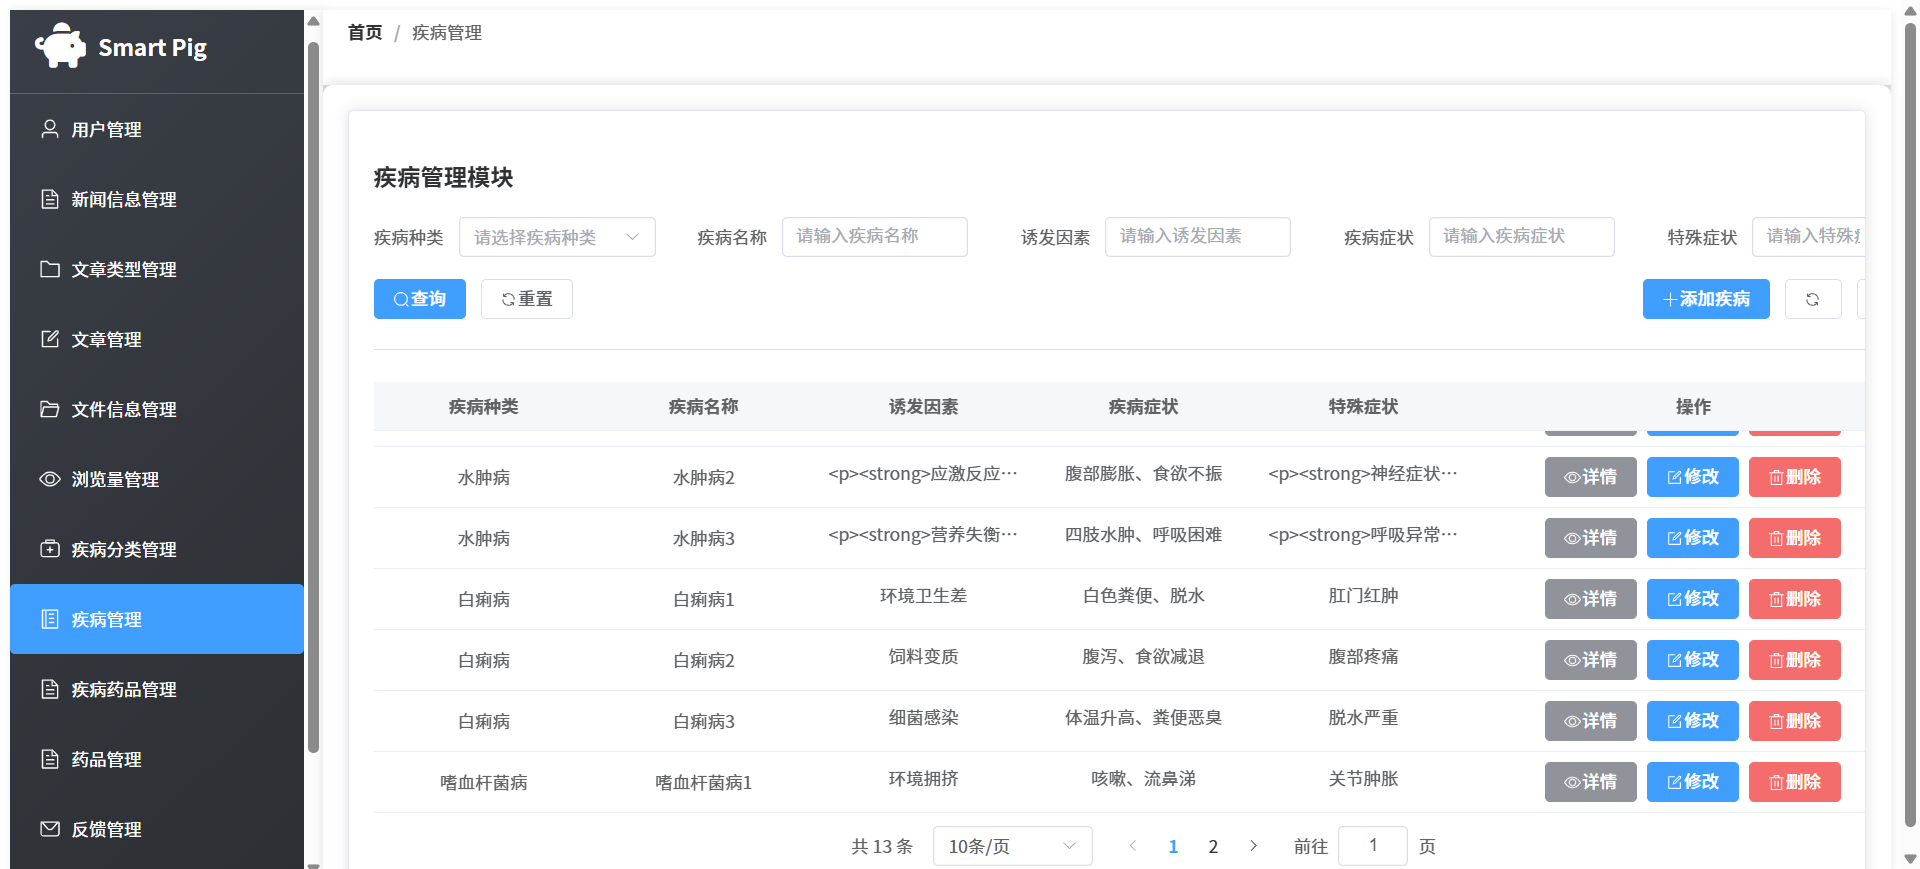 Smart Pig
首页 / 疾病管理
用户管理
新闻信息管理
文章类型管理
文章管理
文件信息管理
浏览量管理
疾病分类管理
疾病管理
疾病药品管理
药品管理
反馈管理
疾病管理模块
疾病种类 请选择疾病种类 疾病名称 请输入疾病名称 诱发因素 请输入诱发因素 疾病症状 请输入疾病症状 特殊症状 请输入特殊
查询 重置 添加疾病
疾病种类 疾病名称 诱发因素 疾病症状 特殊症状 操作
水肿病 水肿病2 <p><strong>应激反应… 腹部膨胀、食欲不振 <p><strong>神经症状… 详情 修改 删除
水肿病 水肿病3 <p><strong>营养失衡… 四肢水肿、呼吸困难 <p><strong>呼吸异常… 详情 修改 删除
白痢病 白痢病1 环境卫生差 白色粪便、脱水 肛门红肿 详情 修改 删除
白痢病 白痢病2 饲料变质 腹泻、食欲减退 腹部疼痛 详情 修改 删除
白痢病 白痢病3 细菌感染 体温升高、粪便恶臭 脱水严重 详情 修改 删除
嗜血杆菌病 嗜血杆菌病1 环境拥挤 咳嗽、流鼻涕 关节肿胀 详情 修改 删除
共 13 条 10条/页 1 2 前往 1 页